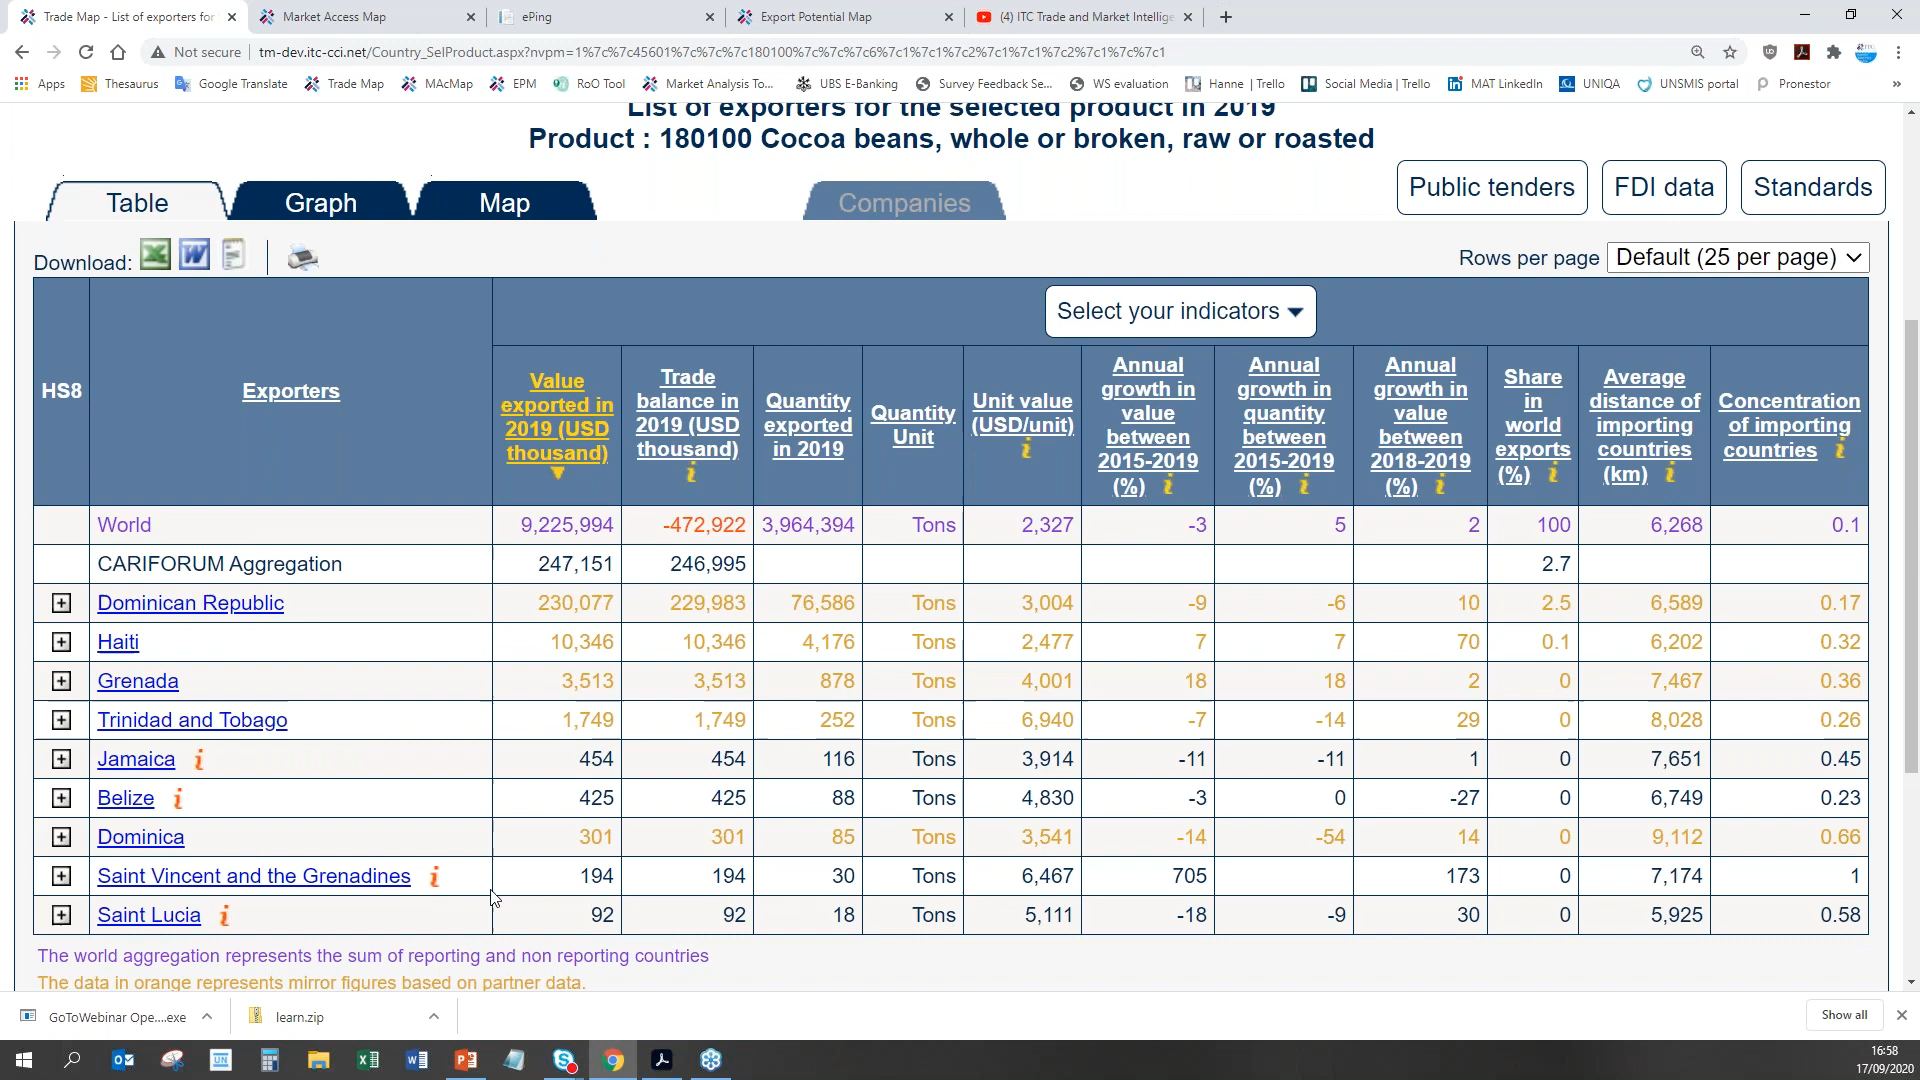 Trade Map - List of exporters for
Market Access Map
ePing
Export Potential Map
(4) ITC Trade and Market Intellige
Not secure
tm-dev.itc-cci.net/Country_SelProduct.aspx?nvpm=1%7c%7c45601%7c%7c%7c180100%7c%7c%7c6%7c1%7c1%7c2%7c1%7c1%7c2%7c1%7c%7c1
Apps
Thesaurus
Google Translate
Trade Map
MAcMap
EPM
RoO Tool
Market Analysis To...
UBS E-Banking
Survey Feedback Se...
WS evaluation
Hanne | Trello
Social Media | Trello
MAT LinkedIn
UNIQA
UNSMIS portal
Pronestor
List of exporters for the selected product in 2019
Product : 180100 Cocoa beans, whole or broken, raw or roasted
Table
Graph
Map
Companies
Public tenders
FDI data
Standards
Download:
Rows per page
Default (25 per page)
Select your indicators
HS8
Exporters
Value
exported in
2019 (USD
thousand)
Trade
balance in
2019 (USD
thousand)
i
Quantity
exported
in 2019
Quantity
Unit
Unit value
(USD/unit)
i
Annual
growth in
value
between
2015-2019
(%) i
Annual
growth in
quantity
between
2015-2019
(%) i
Annual
growth in
value
between
2018-2019
(%) i
Share
in
world
exports
(%) i
Average
distance of
importing
countries
(km) i
Concentration
of importing
countries i
World 9,225,994 -472,922 3,964,394 Tons 2,327 -3 5 2 100 6,268 0.1
CARIFORUM Aggregation 247,151 246,995 2.7
+ Dominican Republic 230,077 229,983 76,586 Tons 3,004 -9 -6 10 2.5 6,589 0.17
+ Haiti 10,346 10,346 4,176 Tons 2,477 7 7 70 0.1 6,202 0.32
+ Grenada 3,513 3,513 878 Tons 4,001 18 18 2 0 7,467 0.36
+ Trinidad and Tobago 1,749 1,749 252 Tons 6,940 -7 -14 29 0 8,028 0.26
+ Jamaica i 454 454 116 Tons 3,914 -11 -11 1 0 7,651 0.45
+ Belize i 425 425 88 Tons 4,830 -3 0 -27 0 6,749 0.23
+ Dominica 301 301 85 Tons 3,541 -14 -54 14 0 9,112 0.66
+ Saint Vincent and the Grenadines i 194 194 30 Tons 6,467 705 173 0 7,174 1
+ Saint Lucia i 92 92 18 Tons 5,111 -18 -9 30 0 5,925 0.58
The world aggregation represents the sum of reporting and non reporting countries
The data in orange represents mirror figures based on partner data.
GoToWebinar Ope....exe
learn.zip
Show all
16:58
17/09/2020